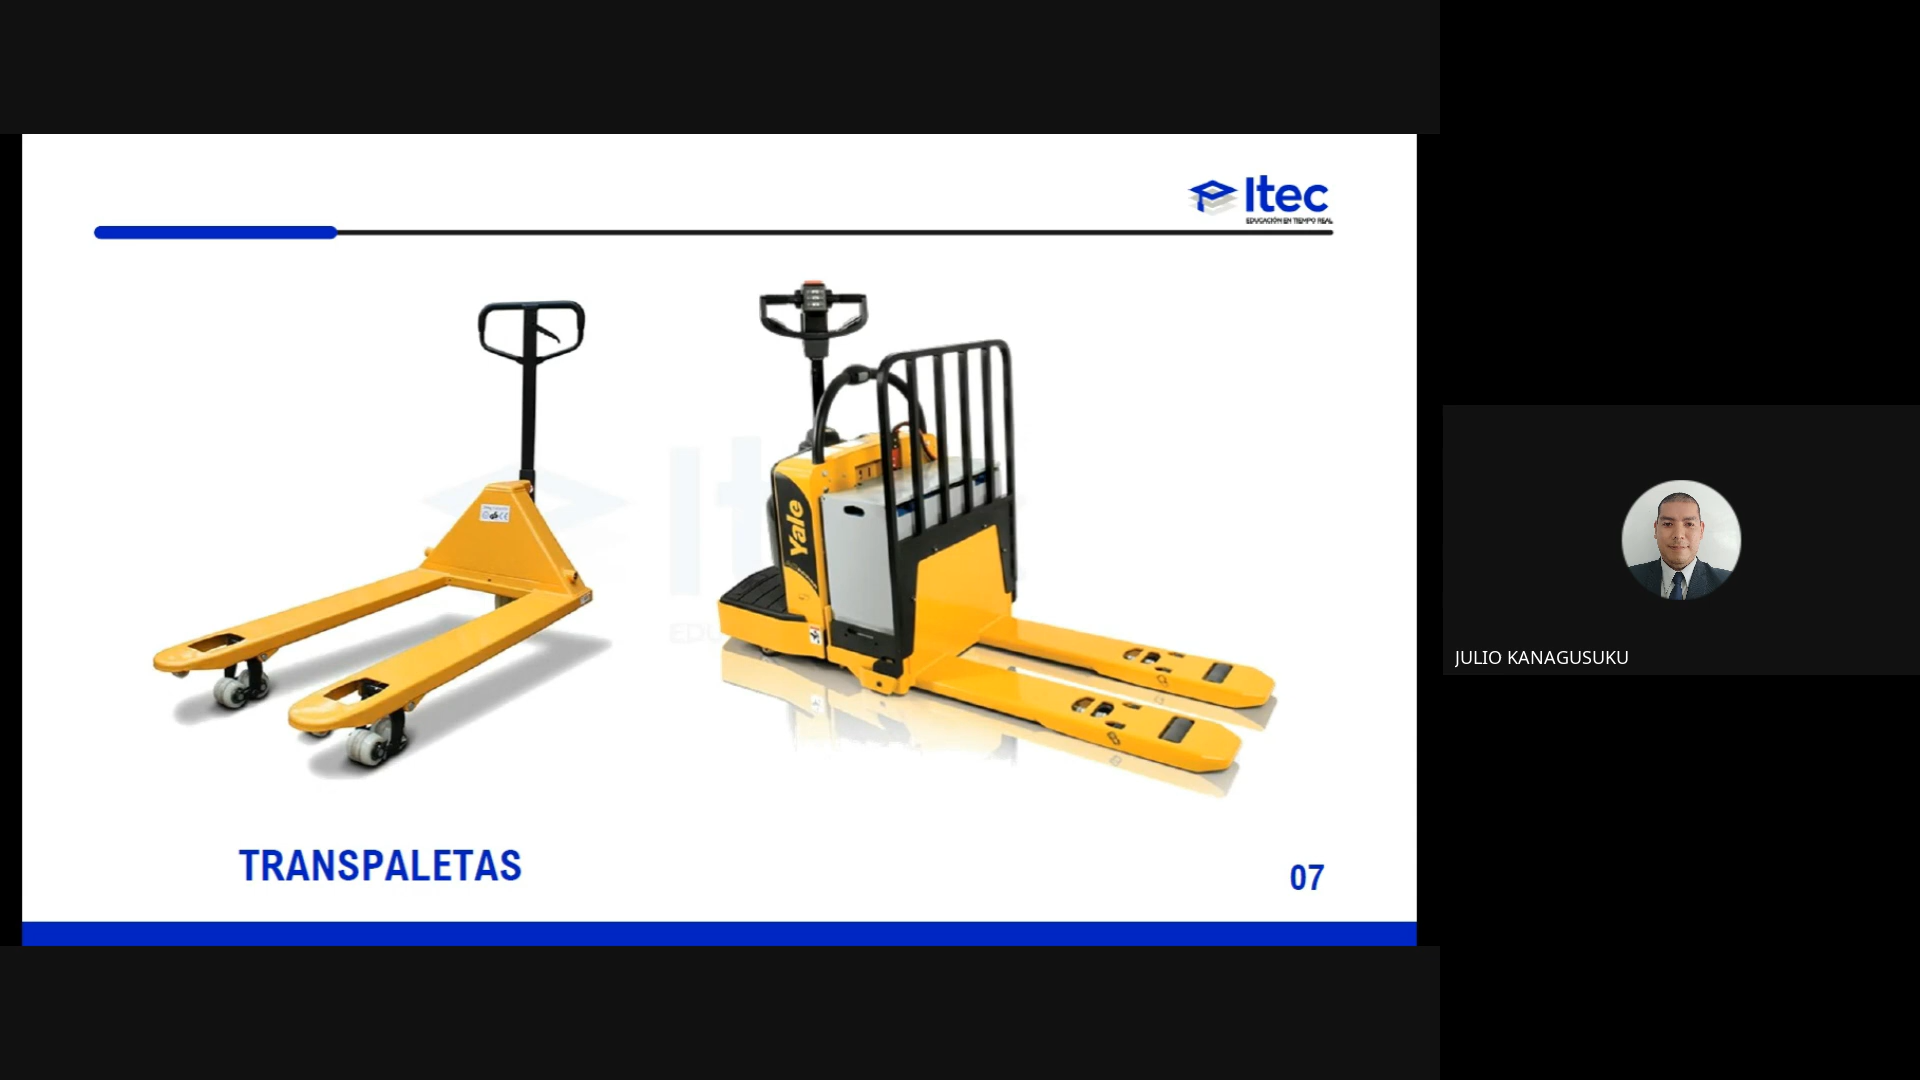 Itec
EDUCACIÓN EN TIEMPO REAL
Yale
TRANSPALETAS
07
JULIO KANAGUSUKU